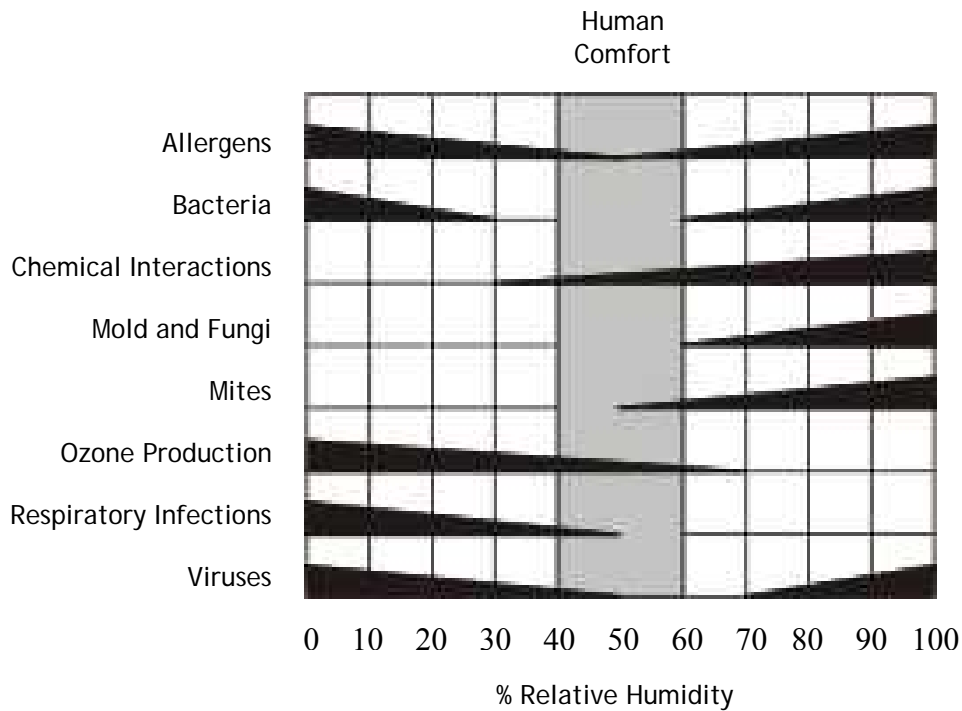 Human
Comfort
Allergens
Bacteria
Chemical Interactions
Mold and Fungi
Mites
Ozone Production
Respiratory Infections
Viruses
0 10 20 30 40 50 60 70 80 90 100
% Relative Humidity